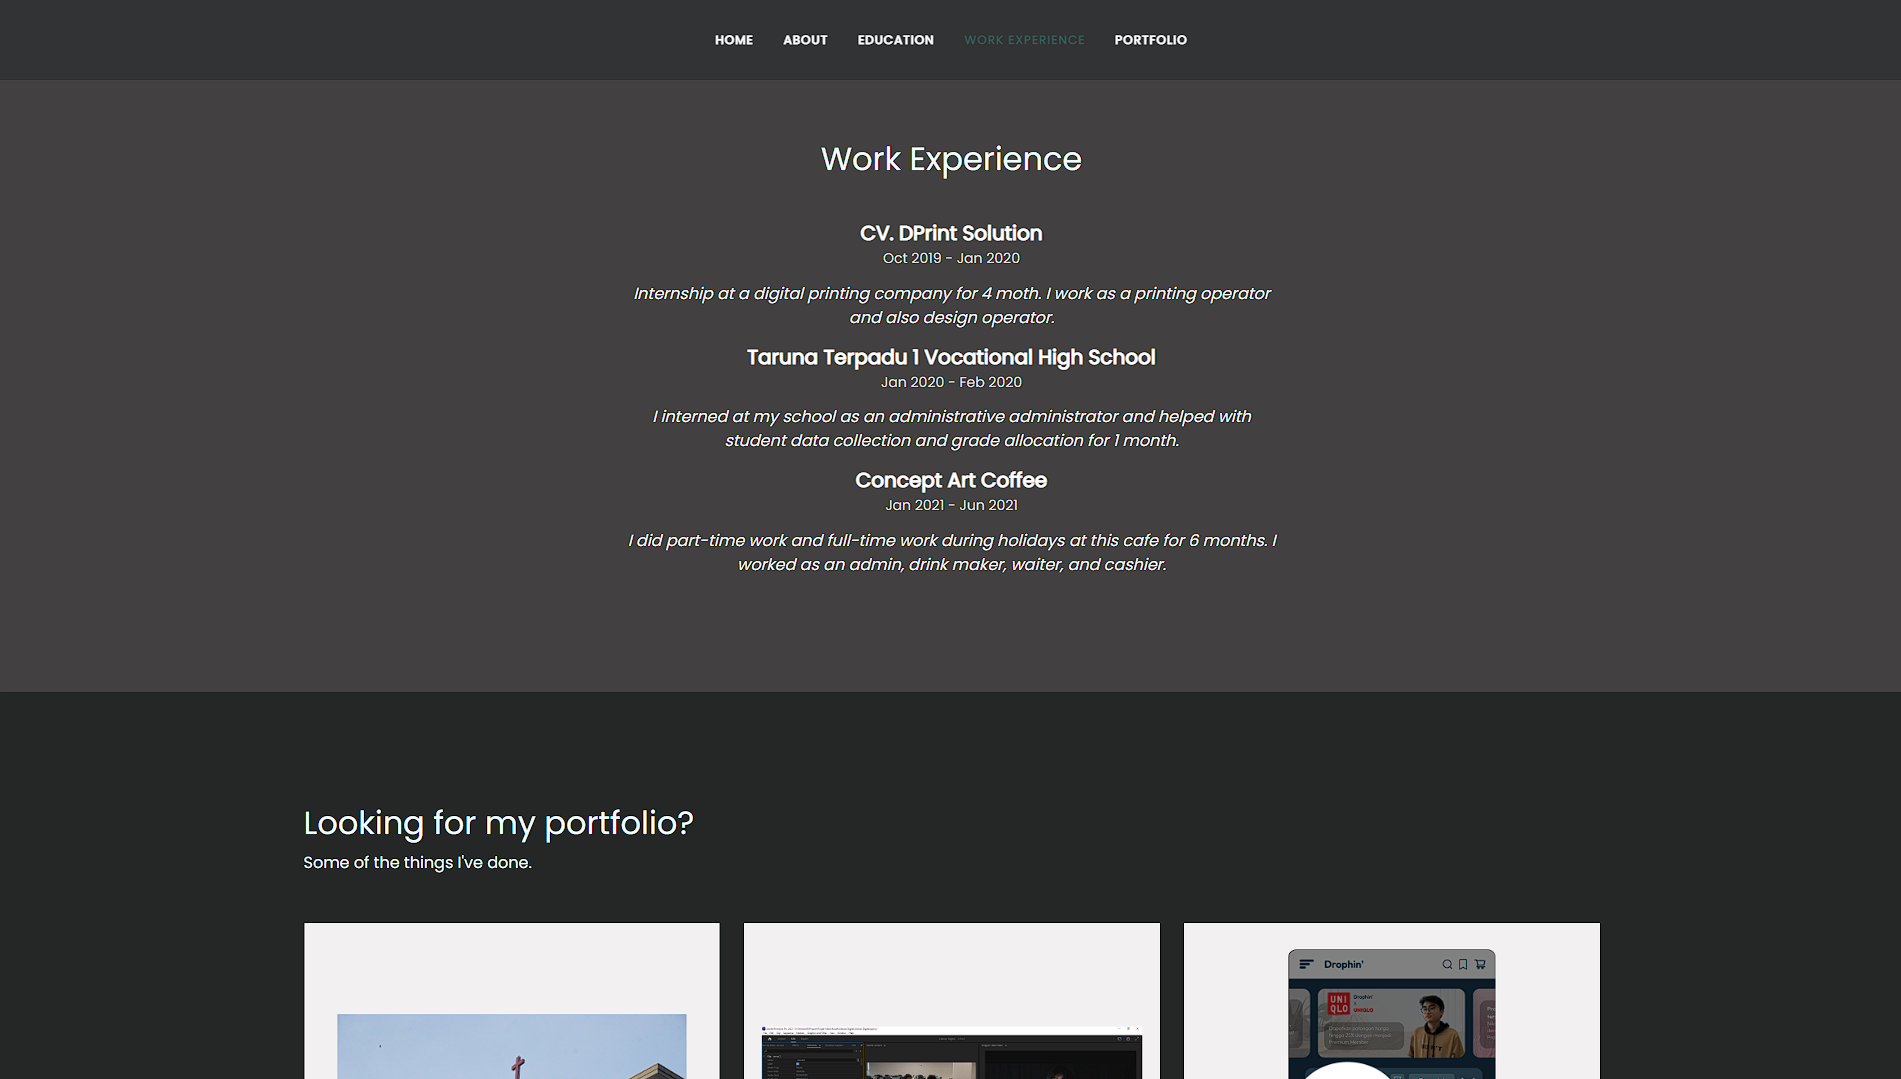 HOME ABOUT EDUCATION WORK EXPERIENCE PORTFOLIO
Work Experience
CV. DPrint Solution
Oct 2019 - Jan 2020
Internship at a digital printing company for 4 moth. I work as a printing operator
and also design operator.
Taruna Terpadu 1 Vocational High School
Jan 2020 - Feb 2020
I interned at my school as an administrative administrator and helped with
student data collection and grade allocation for 1 month.
Concept Art Coffee
Jan 2021 - Jun 2021
I did part-time work and full-time work during holidays at this cafe for 6 months. I
worked as an admin, drink maker, waiter, and cashier.
Looking for my portfolio?
Some of the things I've done.
Drophin'
UNI
QLO
Drophin'
X
UNIQLO